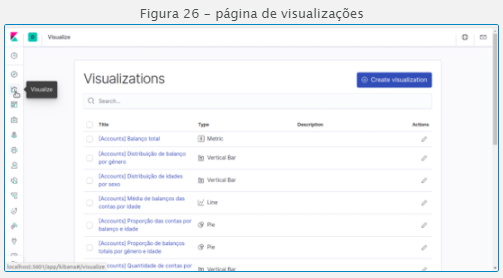 Figura 26 – página de visualizações
Visualize
Visualize
Visualizations
Create visualization
Search...
Title Type Description Actions
[Accounts] Balanço total Metric
[Accounts] Distribuição de balanço
por gênero Vertical Bar
[Accounts] Distribuição de idades
por sexo Vertical Bar
[Accounts] Média de balanços das
contas por idade Line
[Accounts] Proporção das contas por
balanço e idade Pie
[Accounts] Proporção de balanços
totais por gênero e idade Pie
[Accounts] Quantidade de contas por Vertical Bar
localhost:5601/app/kibana#/visualize